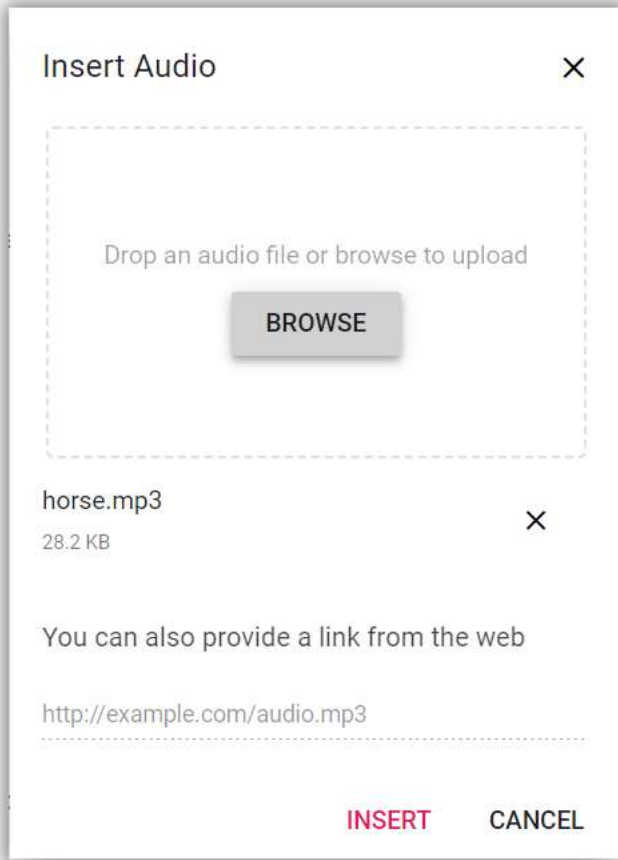 Insert Audio
Drop an audio file or browse to upload
BROWSE
horse.mp3
28.2 KB
You can also provide a link from the web
http://example.com/audio.mp3
INSERT CANCEL